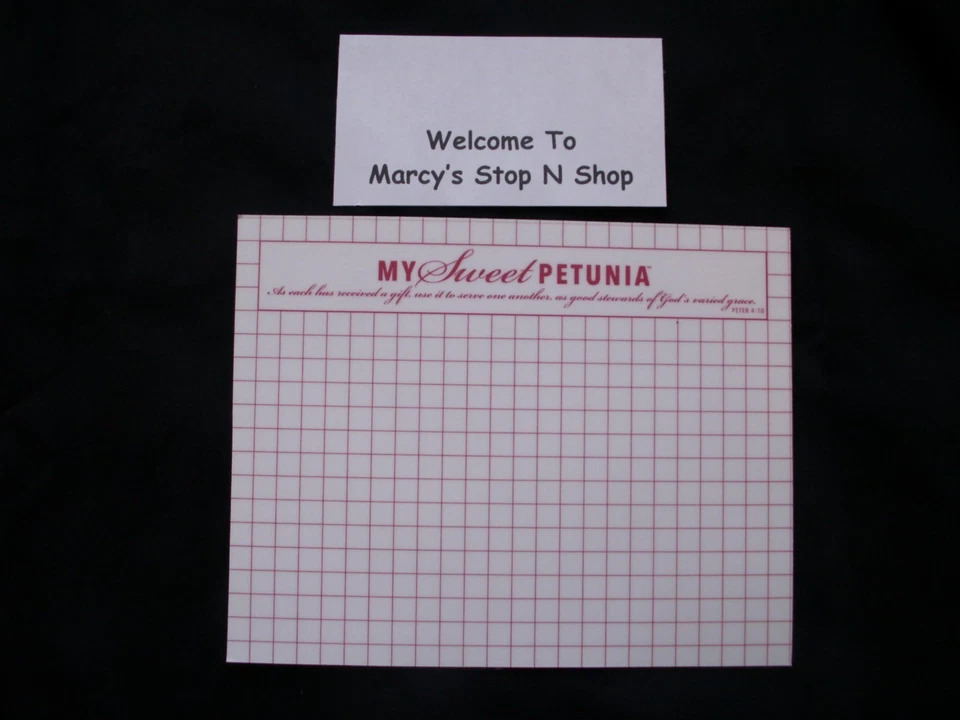 Welcome To
Marcy's Stop N Shop
MY Sweet PETUNIA™
As each has received a gift, use it to serve one another, as good stewards of God's varied grace.
PETER 4:10